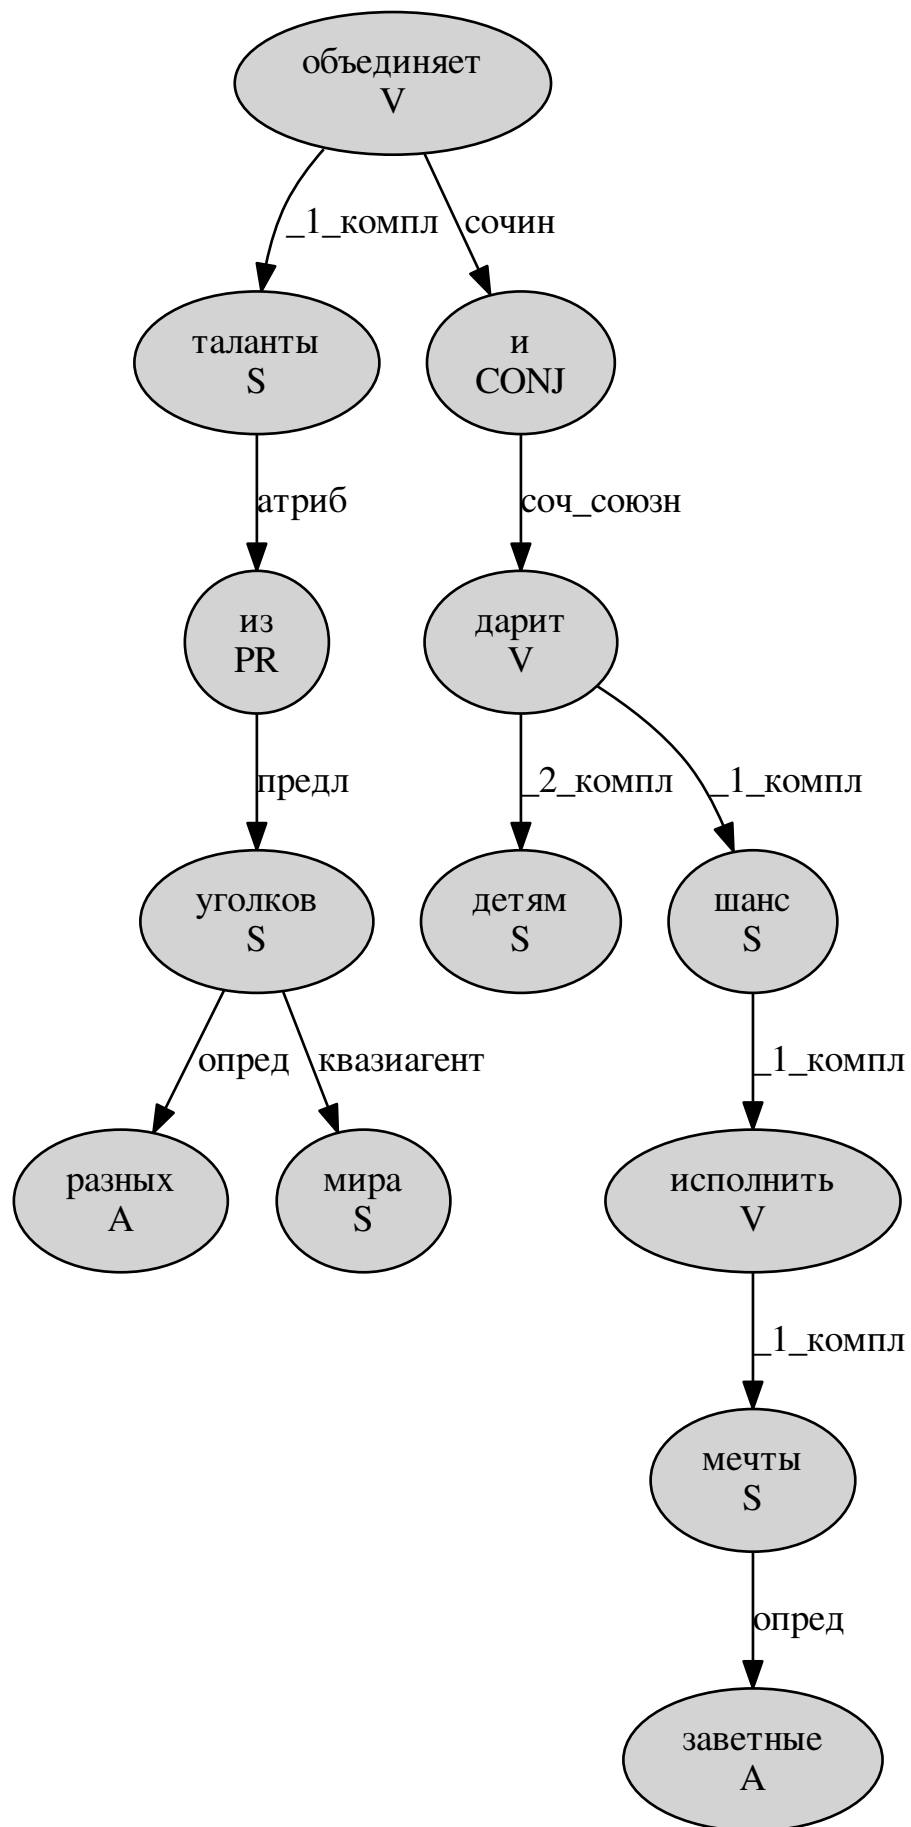 объединяет
V
_1_компл
сочин
таланты
S
и
CONJ
атриб
соч_союзн
из
PR
дарит
V
предл
_2_компл
_1_компл
уголков
S
детям
S
шанс
S
опред
квазиагент
_1_компл
разных
A
мира
S
исполнить
V
_1_компл
мечты
S
опред
заветные
A